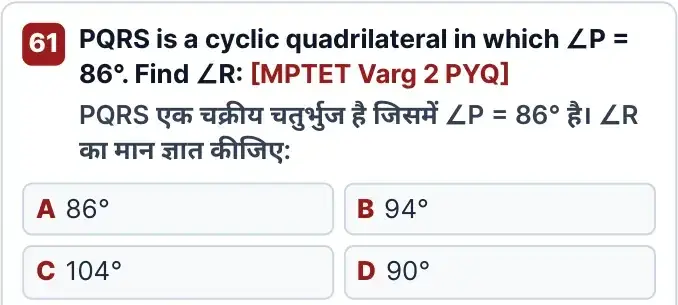 61 PQRS is a cyclic quadrilateral in which ∠P =
86°. Find ∠R: [MPTET Varg 2 PYQ]
PQRS एक चक्रीय चतुर्भुज है जिसमें ∠P = 86° है। ∠R
का मान ज्ञात कीजिए:
A 86°
B 94°
C 104°
D 90°